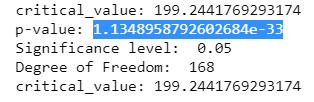 critical_value: 199.2441769293174
p-value: 1.1348958792602684e-33
Significance level:  0.05
Degree of Freedom:  168
critical_value: 199.2441769293174